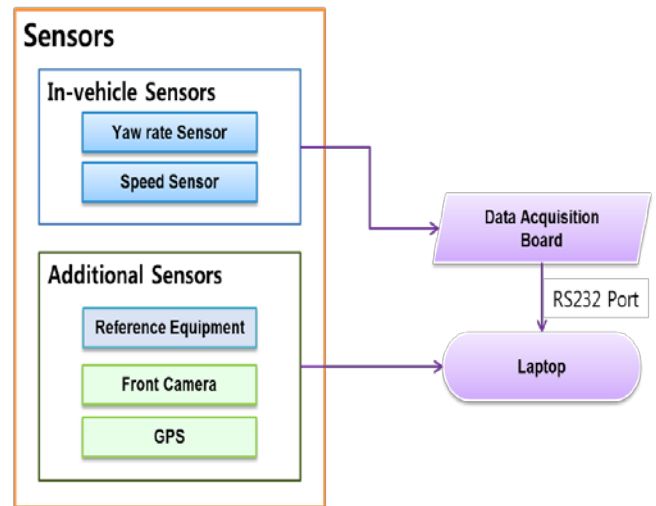 Sensors
In-vehicle Sensors
Yaw rate Sensor
Speed Sensor
Additional Sensors
Reference Equipment
Front Camera
GPS
Data Acquisition
Board
RS232 Port
Laptop